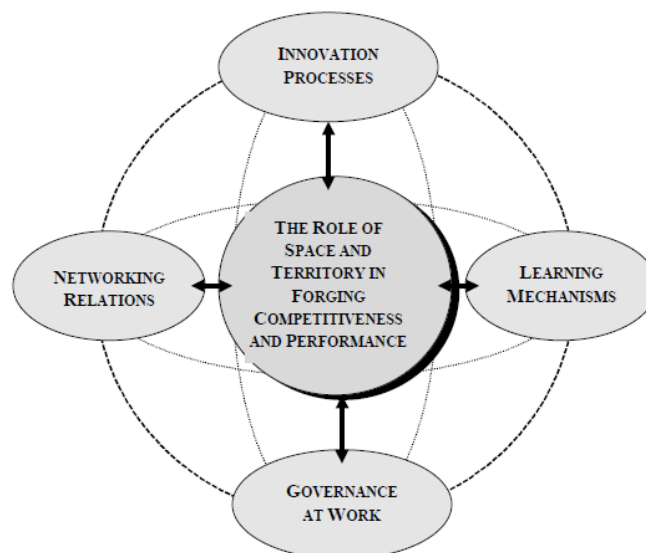 INNOVATION
PROCESSES
THE ROLE OF
SPACE AND
TERRITORY IN
FORGING
COMPETITIVENESS
AND PERFORMANCE
NETWORKING
RELATIONS
LEARNING
MECHANISMS
GOVERNANCE
AT WORK